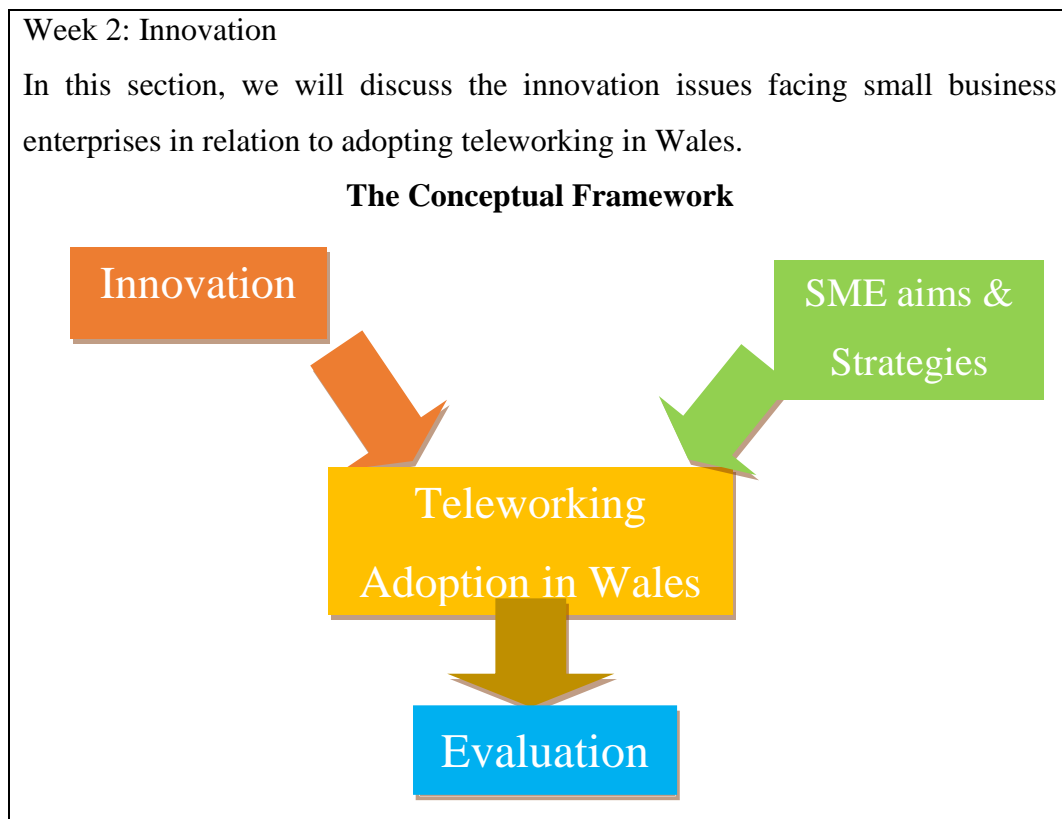 Week 2: Innovation
In this section, we will discuss the innovation issues facing small business
enterprises in relation to adopting teleworking in Wales.
The Conceptual Framework
Innovation
SME aims &
Strategies
Teleworking
Adoption in Wales
Evaluation